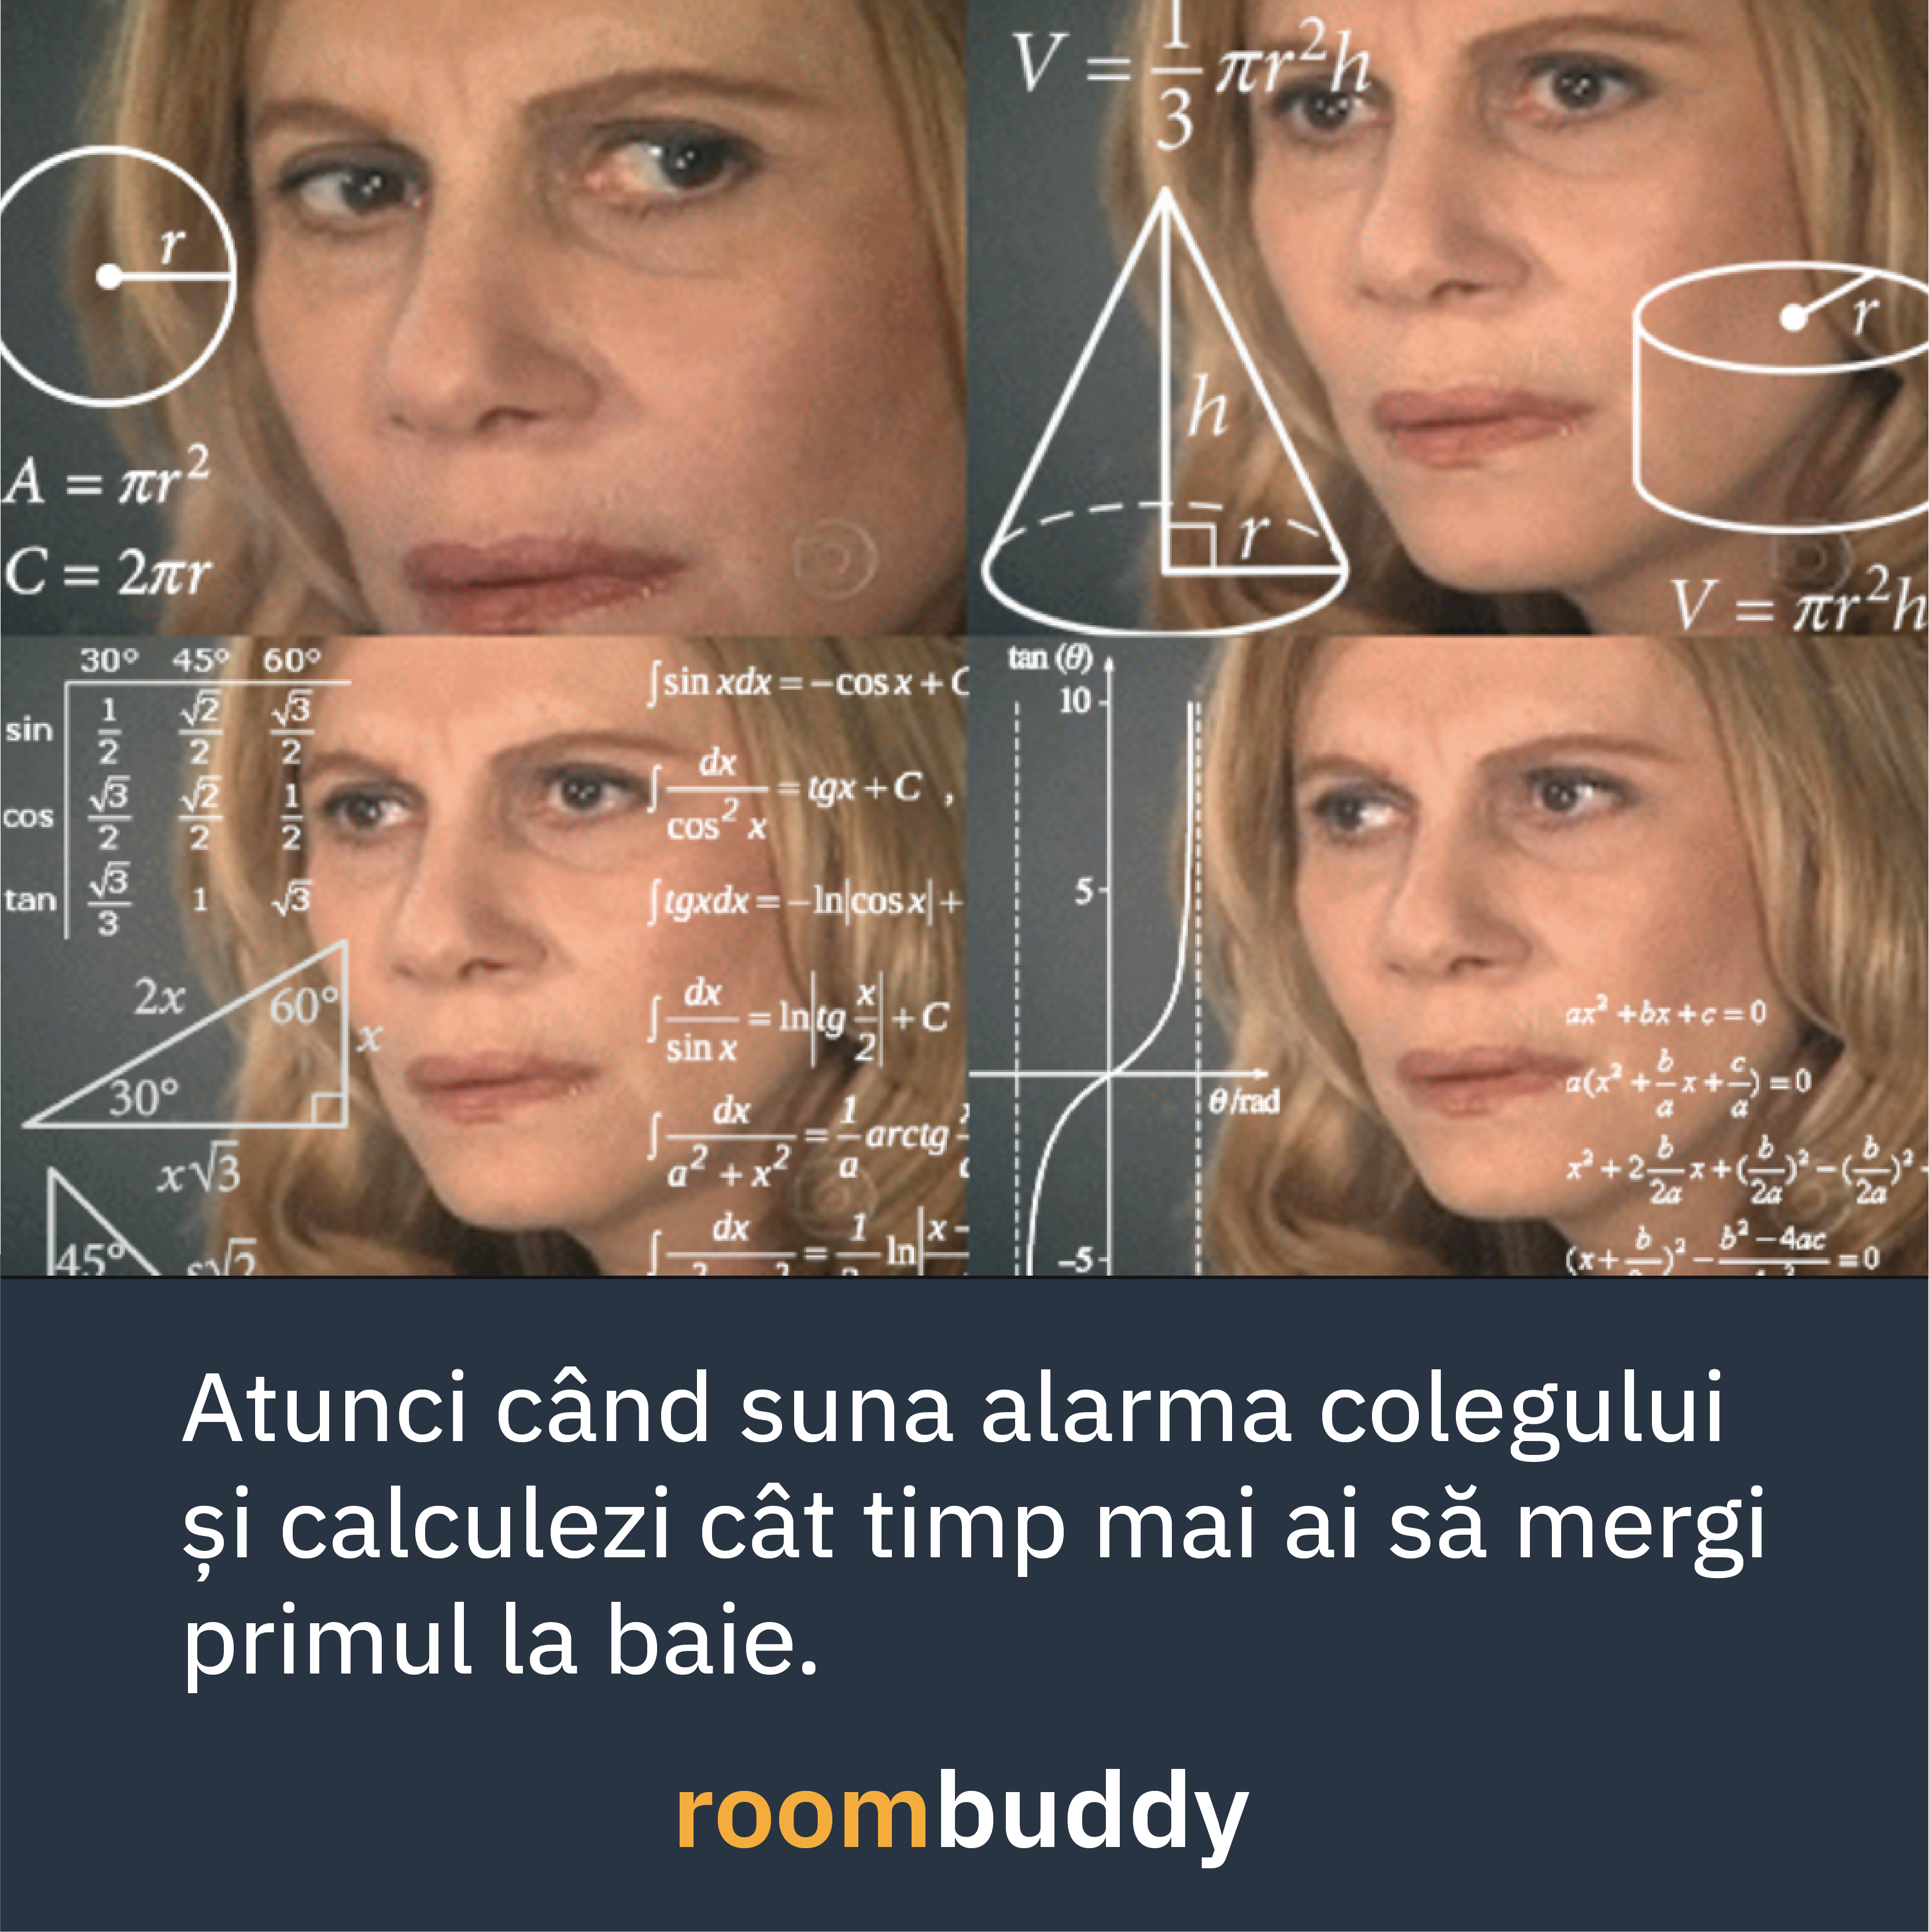 r
A = πr²
C = 2πr
V = 1/3 πr²h
h
r
r
V = πr²h
30° 45° 60°
sin 1/2 √2/2 √3/2
cos √3/2 √2/2 1/2
tan √3/3 1 √3
2x
60°
x
30°
x√3
45°
∫sin xdx = −cos x + C
∫dx/cos² x = tgx + C ,
∫tgxdx = −ln|cos x| +
∫dx/sin x = ln|tg x/2| + C
∫dx/a² + x² = 1/a arctg
dx
tan (θ)
10
5
θ/rad
−5
ax² + bx + c = 0
a(x² + b/a x + c/a) = 0
x² + 2 b/2a x + (b/2a)² − (b/2a)²
b² − 4ac
= 0
Atunci când suna alarma colegului
și calculezi cât timp mai ai să mergi
primul la baie.
roombuddy